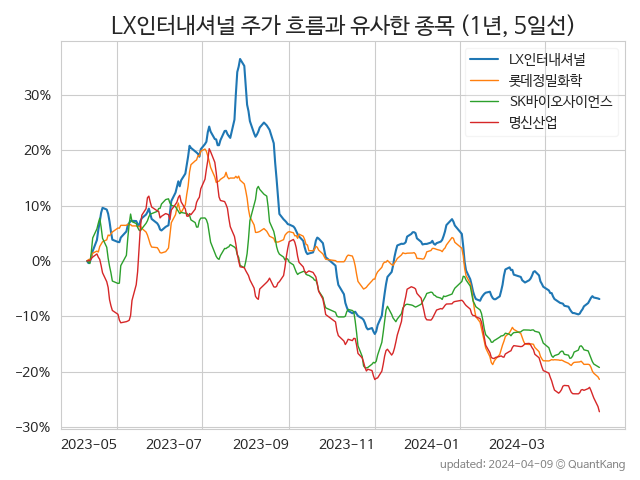 LX인터내셔널 주가 흐름과 유사한 종목 (1년, 5일선)
LX인터내셔널
롯데정밀화학
SK바이오사이언스
명신산업
30%
20%
10%
0%
−10%
−20%
−30%
2023-05 2023-07 2023-09 2023-11 2024-01 2024-03
updated: 2024-04-09 © QuantKang